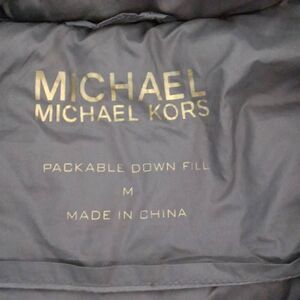 MICHAEL
MICHAEL KORS
PACKABLE DOWN FILL
M
MADE IN CHINA